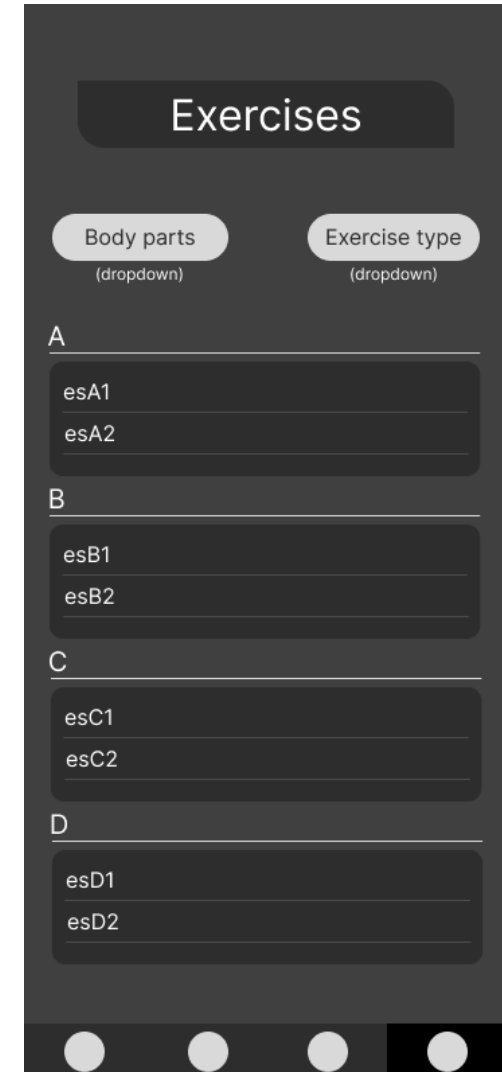 Exercises
Body parts Exercise type
(dropdown) (dropdown)
A
esA1
esA2
B
esB1
esB2
C
esC1
esC2
D
esD1
esD2